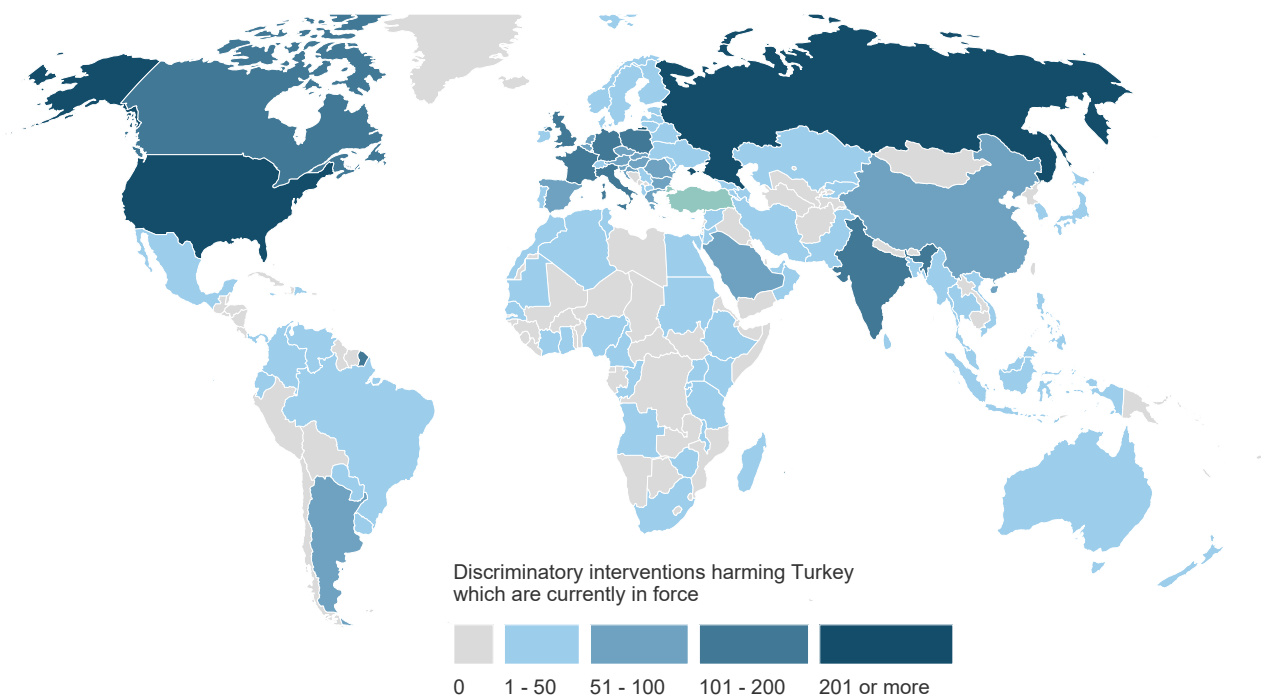 Discriminatory interventions harming Turkey
which are currently in force
0
1 - 50
51 - 100
101 - 200
201 or more